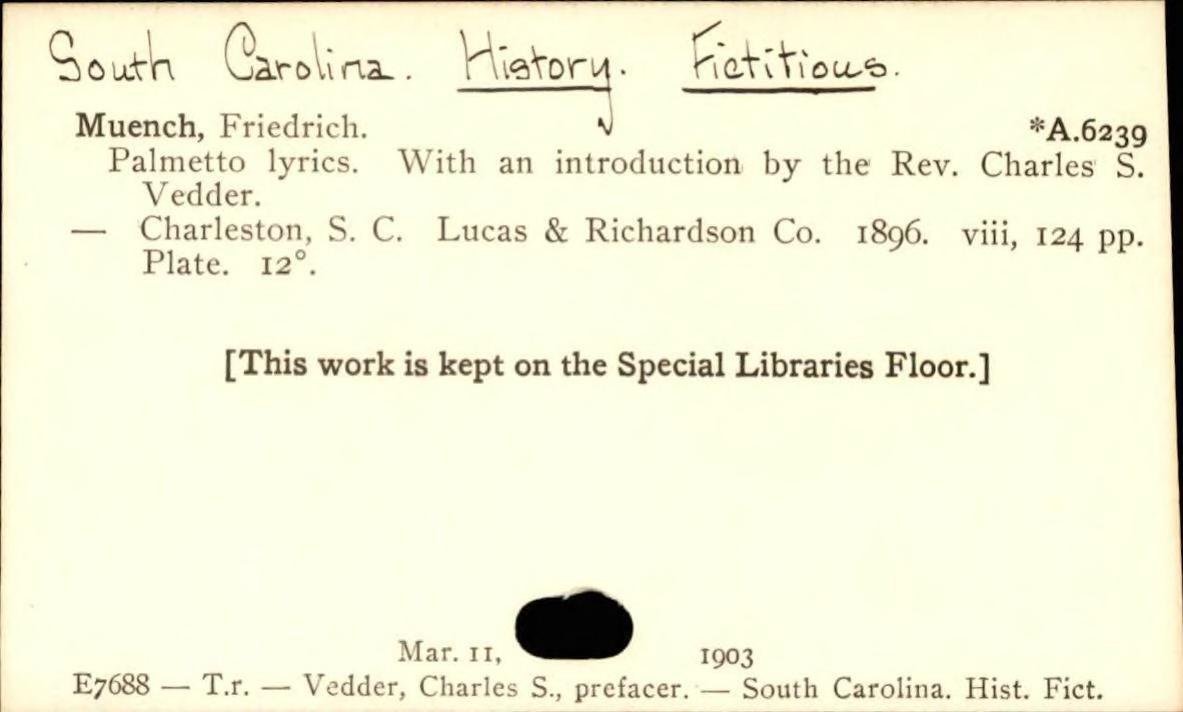 South Carolina. History. Fictitious.
Muench, Friedrich. *A.6239
Palmetto lyrics. With an introduction by the Rev. Charles S.
Vedder.
— Charleston, S. C. Lucas & Richardson Co. 1896. viii, 124 pp.
Plate. 12°.
[This work is kept on the Special Libraries Floor.]
Mar. 11, 1903
E7688 — T.r. — Vedder, Charles S., prefacer. — South Carolina. Hist. Fict.